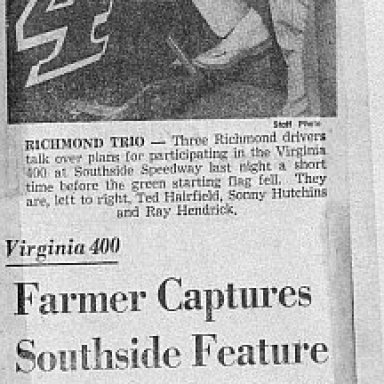 4
Staff Photo
RICHMOND TRIO — Three Richmond drivers
talk over plans for participating in the Virginia
400 at Southside Speedway last night a short
time before the green starting flag fell. They
are, left to right, Ted Hairfield, Sonny Hutchins
and Ray Hendrick.
Virginia 400
Farmer Captures
Southside Feature